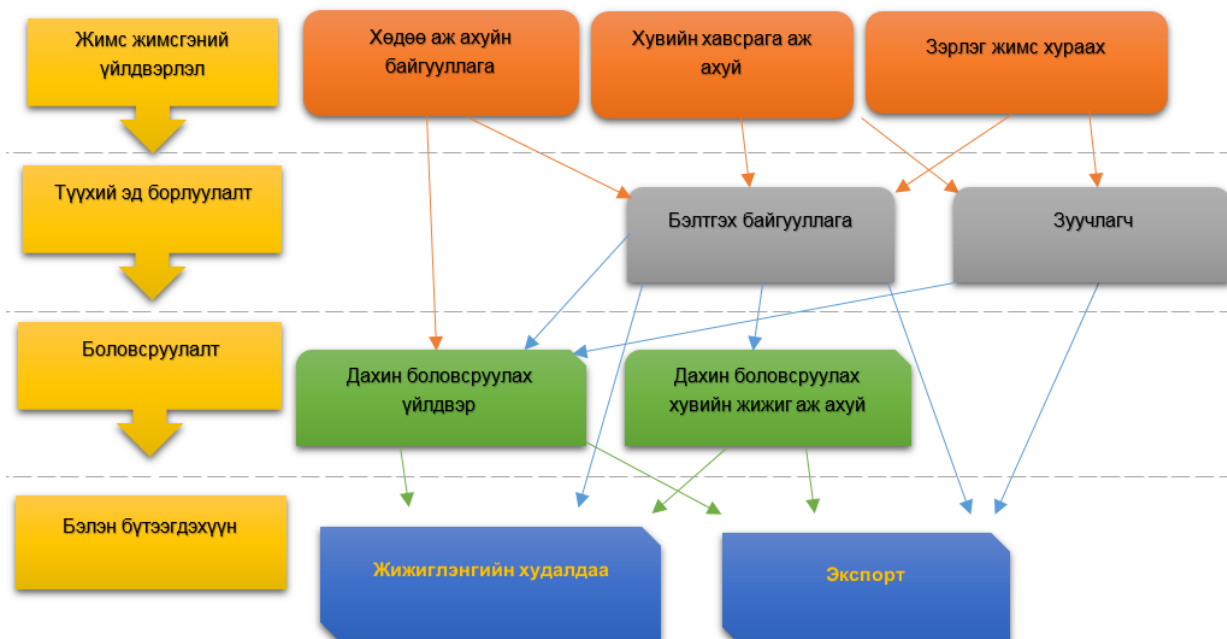 Жимс жимсгэний
үйлдвэрлэл
Хөдөө аж ахуйн
байгууллага
Хувийн хавсрага аж
ахуй
Зэрлэг жимс хураах
Түүхий эд борлуулалт
Бэлтгэх байгууллага
Зуучлагч
Боловсруулалт
Дахин боловсруулах
үйлдвэр
Дахин боловсруулах
хувийн жижиг аж ахуй
Бэлэн бүтээгдэхүүн
Жижиглэнгийн худалдаа
Экспорт